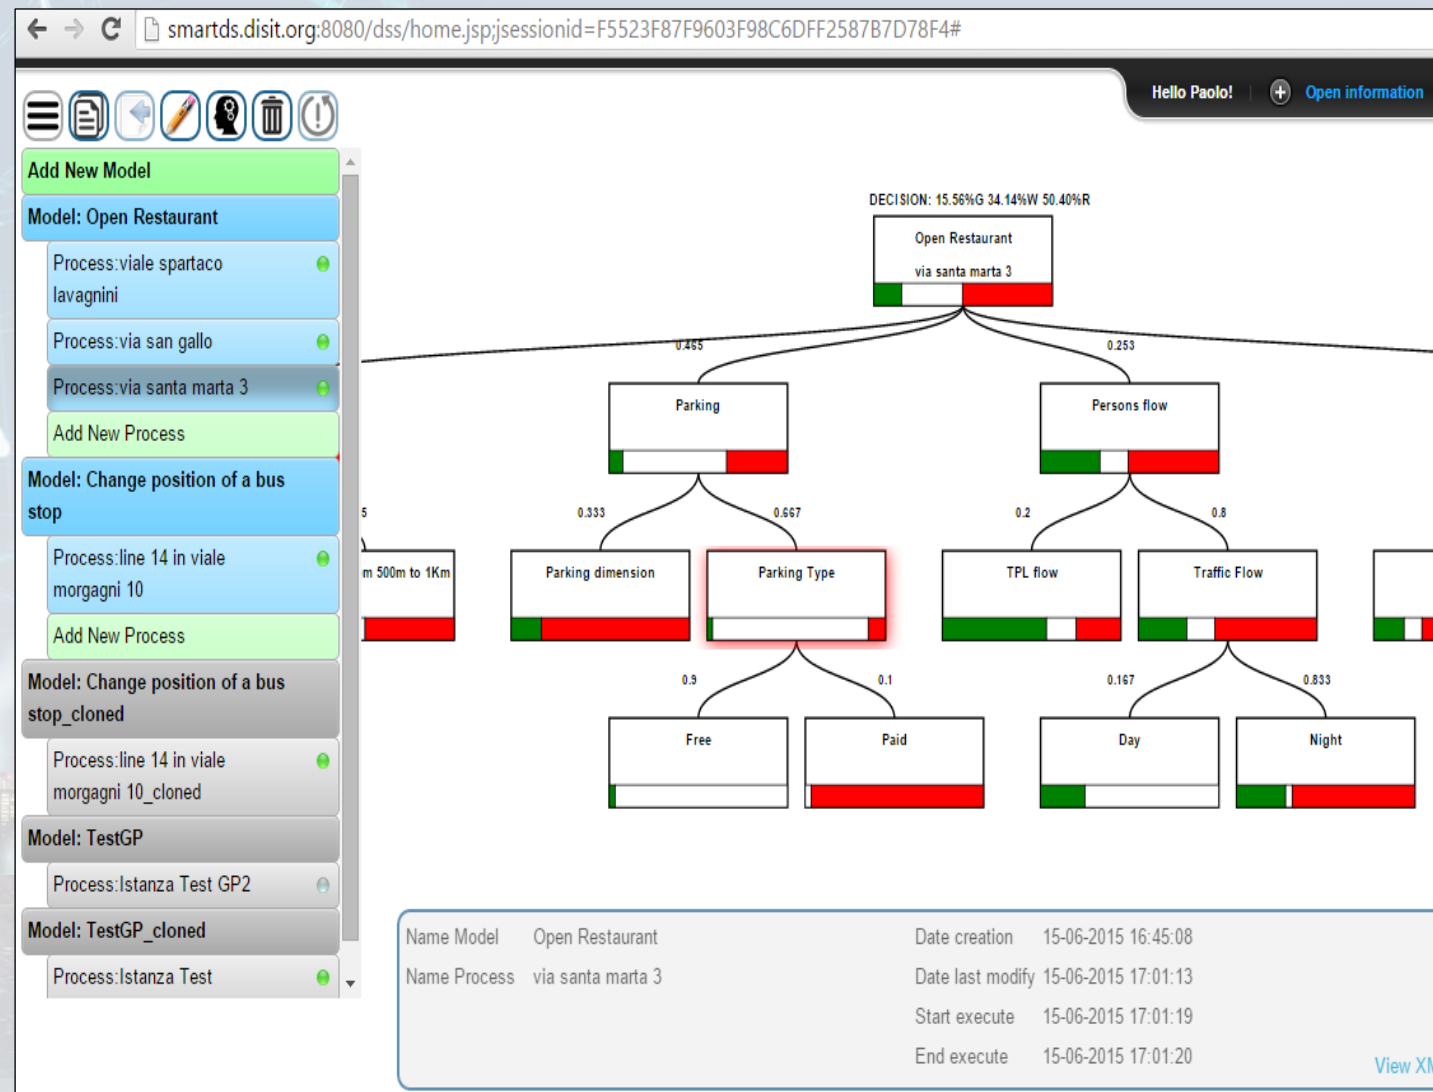 smartds.disit.org:8080/dss/home.jsp;jsessionid=F5523F87F9603F98C6DFF2587B7D78F4#
Hello Paolo! Open information
Add New Model
Model: Open Restaurant
Process:viale spartaco
lavagnini
Process:via san gallo
Process:via santa marta 3
Add New Process
Model: Change position of a bus
stop
Process:line 14 in viale
morgagni 10
Add New Process
Model: Change position of a bus
stop_cloned
Process:line 14 in viale
morgagni 10_cloned
Model: TestGP
Process:Istanza Test GP2
Model: TestGP_cloned
Process:Istanza Test
DECISION: 15.56%G 34.14%W 50.40%R
Open Restaurant
via santa marta 3
0.465 0.253
Parking Persons flow
5 0.333 0.667 0.2 0.8
m 500m to 1Km Parking dimension Parking Type TPL flow Traffic Flow
0.9 0.1 0.167 0.833
Free Paid Day Night
Name Model Open Restaurant Date creation 15-06-2015 16:45:08
Name Process via santa marta 3 Date last modify 15-06-2015 17:01:13
Start execute 15-06-2015 17:01:19
End execute 15-06-2015 17:01:20
View XM